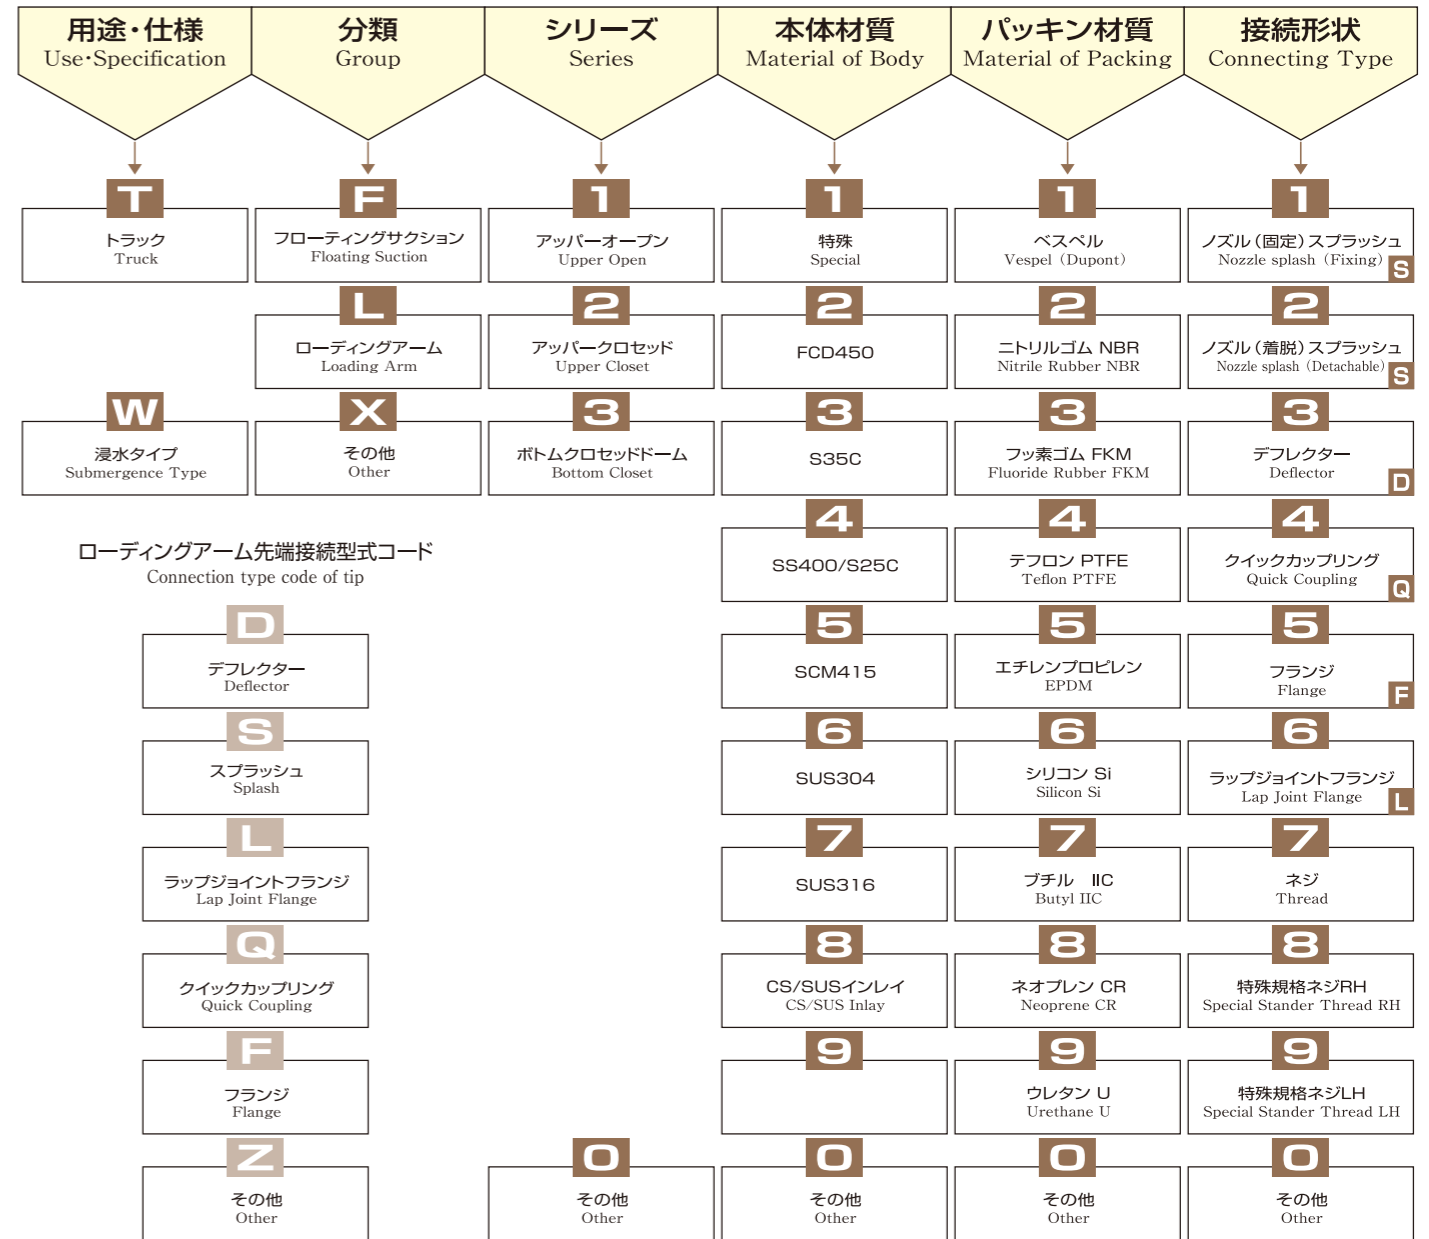 用途・仕様
Use・Specification
分類
Group
シリーズ
Series
本体材質
Material of Body
パッキン材質
Material of Packing
接続形状
Connecting Type
T
トラック
Truck
F
フローティングサクション
Floating Suction
1
アッパーオープン
Upper Open
1
特殊
Special
1
ベスペル
Vespel（Dupont）
1
ノズル（固定）スプラッシュ
Nozzle splash（Fixing）
S
L
ローディングアーム
Loading Arm
2
アッパークロセッド
Upper Closet
2
FCD450
2
ニトリルゴム NBR
Nitrile Rubber NBR
2
ノズル（着脱）スプラッシュ
Nozzle splash（Detachable）
S
W
浸水タイプ
Submergence Type
X
その他
Other
3
ボトムクロセッドドーム
Bottom Closet
3
S35C
3
フッ素ゴム FKM
Fluoride Rubber FKM
3
デフレクター
Deflector
D
ローディングアーム先端接続型式コード
Connection type code of tip
4
SS400/S25C
4
テフロン PTFE
Teflon PTFE
4
クイックカップリング
Quick Coupling
Q
D
デフレクター
Deflector
5
SCM415
5
エチレンプロピレン
EPDM
5
フランジ
Flange
F
S
スプラッシュ
Splash
6
SUS304
6
シリコン Si
Silicon Si
6
ラップジョイントフランジ
Lap Joint Flange
L
L
ラップジョイントフランジ
Lap Joint Flange
7
SUS316
7
ブチル　IIC
Butyl IIC
7
ネジ
Thread
Q
クイックカップリング
Quick Coupling
8
CS/SUSインレイ
CS/SUS Inlay
8
ネオプレン CR
Neoprene CR
8
特殊規格ネジRH
Special Stander Thread RH
F
フランジ
Flange
9
9
ウレタン U
Urethane U
9
特殊規格ネジLH
Special Stander Thread LH
Z
その他
Other
0
その他
Other
0
その他
Other
0
その他
Other
0
その他
Other